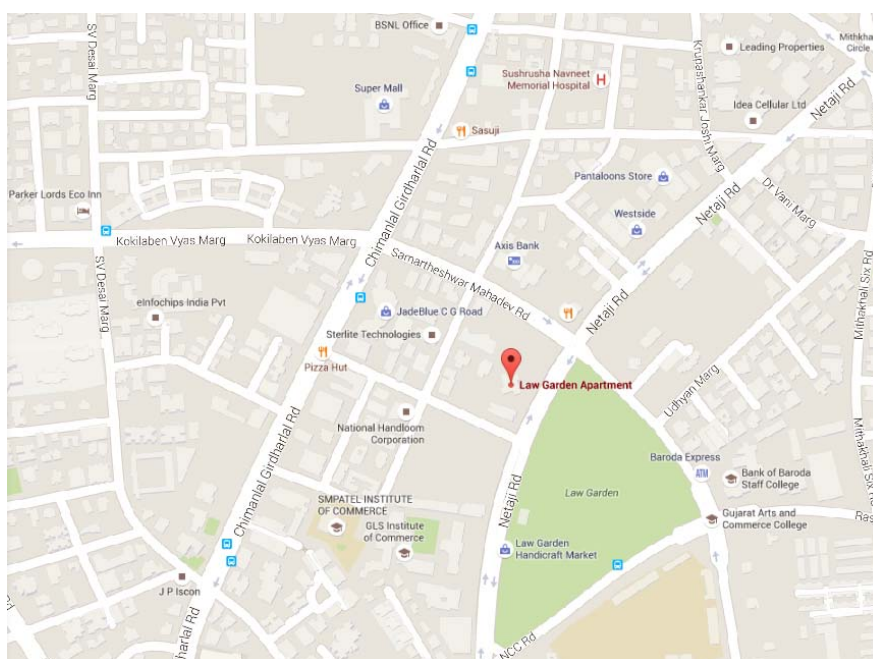 BSNL Office
SV Desai Marg
Super Mall
Sushrusha Navneet
Memorial Hospital
Krupashankar Joshi Marg
Leading Properties
Circle
Idea Cellular Ltd
Netaji Rd
Sasuji
Chimanlal Girdharlal Rd
Pantaloons Store
Netaji Rd
Dr Vani Marg
Parker Lords Eco Inn
Westside
Kokilaben Vyas Marg
Kokilaben Vyas Marg
Axis Bank
Samartheshwar Mahadev Rd
SV Desai Marg
eInfochips India Pvt
JadeBlue C G Road
Netaji Rd
Mithakhali Six Rd
Sterlite Technologies
Pizza Hut
Law Garden Apartment
Udhyan Marg
National Handloom
Corporation
Chimanlal Girdharlal Rd
Mithakhali Six Rd
Baroda Express
ATM
Bank of Baroda
Staff College
Law Garden
Netaji Rd
SMPATEL INSTITUTE
OF COMMERCE
GLS Institute
of Commerce
Gujarat Arts and
Commerce College
Law Garden
Handicraft Market
J P Iscon
NCC Rd